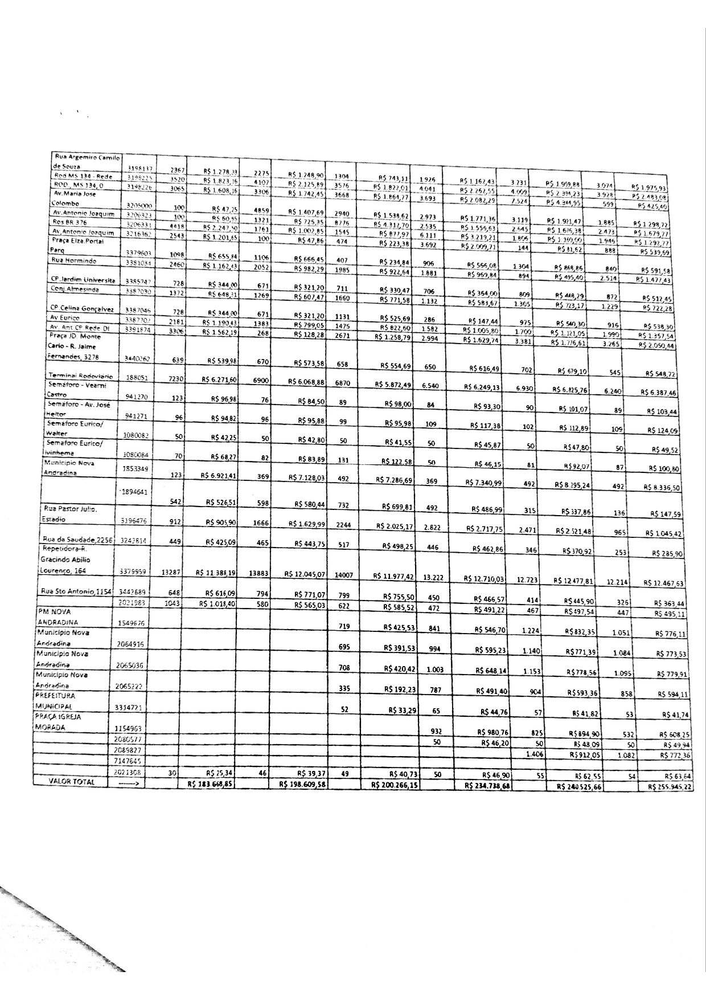 Rua Argemiro Camilo
de Souza 3198137 2367 R$ 1.278,33 2275 R$ 1.248,90 1304 R$ 743,11 1926 R$ 1 162,43 3 231 R$ 1.959,88 3.074 R$ 1.975,93
Rod MS 134 - Rede 3198225 3520 R$ 1.823,16 4107 R$ 2.125,89 3576 R$ 1.822,01 4.041 R$ 2.262,55 4.009 R$ 2 394,23 3.928 R$ 2.483,08
ROD , MS 134, 0 3198226 3065 R$ 1.608,16 3306 R$ 1.742,45 3668 R$ 1.864,77 3.693 R$ 2.082,29 7.524 R$ 4.344,95 599 R$ 425,40
Av.Maria Jose
Colombo 3205000 100 R$ 47,25 4859 R$ 1.407,69 2940 R$ 1.538,62 2.973 R$ 1.771,36 3.119 R$ 1.921,47 1.885 R$ 1 298,72
Av.Antonio Joaquim 3206323 100 R$ 60,95 1321 R$ 725,35 8776 R$ 4.312,70 2.535 R$ 1.559,63 2.645 R$ 1.676,38 2.473 R$ 1.679,77
Ros BR 376 3206331 4418 R$ 2.247,50 1761 R$ 1.002,85 1545 R$ 877,97 6.111 R$ 3.219,21 1.806 R$ 1.160,00 1.946 R$ 1.292,77
Av,Antonio Joaquim 3216362 2543 R$ 1.201,65 100 R$ 47,86 474 R$ 223,38 3.692 R$ 2.009,71 144 R$ 81,62 888 R$ 539,69
Praça Elza.Portal
Parq 3379603 1098 R$ 655,84 1106 R$ 666,45 407 R$ 234,84 906 R$ 566,08 1.304 R$ 868,86 840 R$ 591,58
Rua Hormindo 3381034 2460 R$ 1.162,43 2052 R$ 982,29 1985 R$ 922,64 1.881 R$ 969,84 894 R$ 495,40 2.514 R$ 1.477,43
CP.Jardim Universita 3385747 728 R$ 344,00 671 R$ 321,20 711 R$ 330,47 706 R$ 364,00 809 R$ 448,29 872 R$ 512,45
Conj.Almesinda 3387030 1372 R$ 648,31 1269 R$ 607,47 1660 R$ 771,58 1.132 R$ 583,67 1.305 R$ 723,17 1.229 R$ 722,28
CP.Celina Gonçalvez 3387046 728 R$ 344,00 671 R$ 321,20 1131 R$ 525,69 286 R$ 147,44 975 R$ 540,30 916 R$ 538,30
Av Eurico 3387702 2181 R$ 1.190,43 1383 R$ 799,05 1475 R$ 822,60 1.582 R$ 1.005,80 1.700 R$ 1.121,05 1.990 R$ 1.357,54
Av. Ant CP Rede DI 3391874 3306 R$ 1.562,19 268 R$ 128,28 2671 R$ 1.258,79 2.994 R$ 1.629,74 3.381 R$ 1.776,61 3.265 R$ 2.050,44
Praça JD. Monte
Carlo - R. Jaime
Fernandes, 3278 3440262 639 R$ 539,98 670 R$ 573,58 658 R$ 554,69 650 R$ 616,49 702 R$ 679,10 545 R$ 548,72
Terminal Rodoviario 188051 7230 R$ 6.271,60 6900 R$ 6.068,88 6870 R$ 5.872,49 6.540 R$ 6.249,13 6.930 R$ 6.825,76 6.240 R$ 6.387,46
Semáforo - Vearni
Castro 941270 123 R$ 96,98 76 R$ 84,50 89 R$ 98,00 84 R$ 93,30 90 R$ 101,07 89 R$ 103,44
Semáforo - Av. José
Heitor 941271 96 R$ 94,82 96 R$ 95,88 99 R$ 95,98 109 R$ 117,38 102 R$ 112,89 109 R$ 124,09
Semáforo Eurico/
Walter 1080082 50 R$ 42,25 50 R$ 42,80 50 R$ 41,55 50 R$ 45,87 50 R$ 47,80 50 R$ 49,52
Semaforo Eurico/
Ivinhema 1080084 70 R$ 68,27 82 R$ 83,89 131 R$ 122,58 50 R$ 46,15 81 R$ 92,07 87 R$ 100,80
Municipio Nova
Andradina 1853349 123 R$ 6.921,41 369 R$ 7.128,03 492 R$ 7.286,69 369 R$ 7.340,99 492 R$ 8.295,24 492 R$ 8.336,50
1894641 542 R$ 526,51 598 R$ 580,44 732 R$ 699,81 492 R$ 486,99 315 R$ 337,86 136 R$ 147,59
Rua Pastor Julio.
Estadio 3196476 912 R$ 905,90 1666 R$ 1.629,99 2244 R$ 2.025,17 2.822 R$ 2.717,75 2.471 R$ 2.521,48 965 R$ 1.045,42
Rua da Saudade,2256 3243814 449 R$ 425,09 465 R$ 443,75 517 R$ 498,25 446 R$ 462,86 346 R$ 370,92 253 R$ 285,90
Repetidora-R.
Gracindo Abilio
Lourenço, 164 3379959 13287 R$ 11.388,19 13883 R$ 12.045,07 14007 R$ 11.977,42 13.222 R$ 12.710,03 12.723 R$ 12.477,81 12.214 R$ 12.467,63
Rua Sto Antonio,1154 3442689 648 R$ 616,09 794 R$ 771,07 799 R$ 755,50 450 R$ 466,57 414 R$ 445,90 326 R$ 363,44
2021983 1043 R$ 1.018,40 580 R$ 565,03 622 R$ 585,52 472 R$ 491,22 467 R$ 497,54 447 R$ 495,11
PM NOVA
ANDRADINA 1549676 719 R$ 425,53 841 R$ 546,70 1.224 R$ 832,35 1.051 R$ 776,11
Município Nova
Andradina 2064916 695 R$ 391,53 994 R$ 595,23 1.140 R$ 771,39 1.084 R$ 773,53
Município Nova
Andradina 2065036 708 R$ 420,42 1.003 R$ 648,14 1.153 R$ 778,56 1.095 R$ 779,91
Município Nova
Andradina 2065222 335 R$ 192,23 787 R$ 491,40 904 R$ 593,36 858 R$ 594,11
PREFEITURA
MUNICIPAL 3314721 52 R$ 33,29 65 R$ 44,76 57 R$ 41,82 53 R$ 41,74
PRAÇA IGREJA
MORADA 1154963 932 R$ 980,76 825 R$ 894,90 532 R$ 608,25
2080577 50 R$ 46,20 50 R$ 48,09 50 R$ 49,94
2089827 1.406 R$ 912,05 1.082 R$ 772,36
7147645
2021308 30 R$ 25,34 46 R$ 39,37 49 R$ 40,73 50 R$ 46,90 55 R$ 62,55 54 R$ 63,64
VALOR TOTAL -----> R$ 183.668,85 R$ 198.609,58 R$ 200.266,15 R$ 234.738,68 R$ 240.525,66 R$ 255.945,22